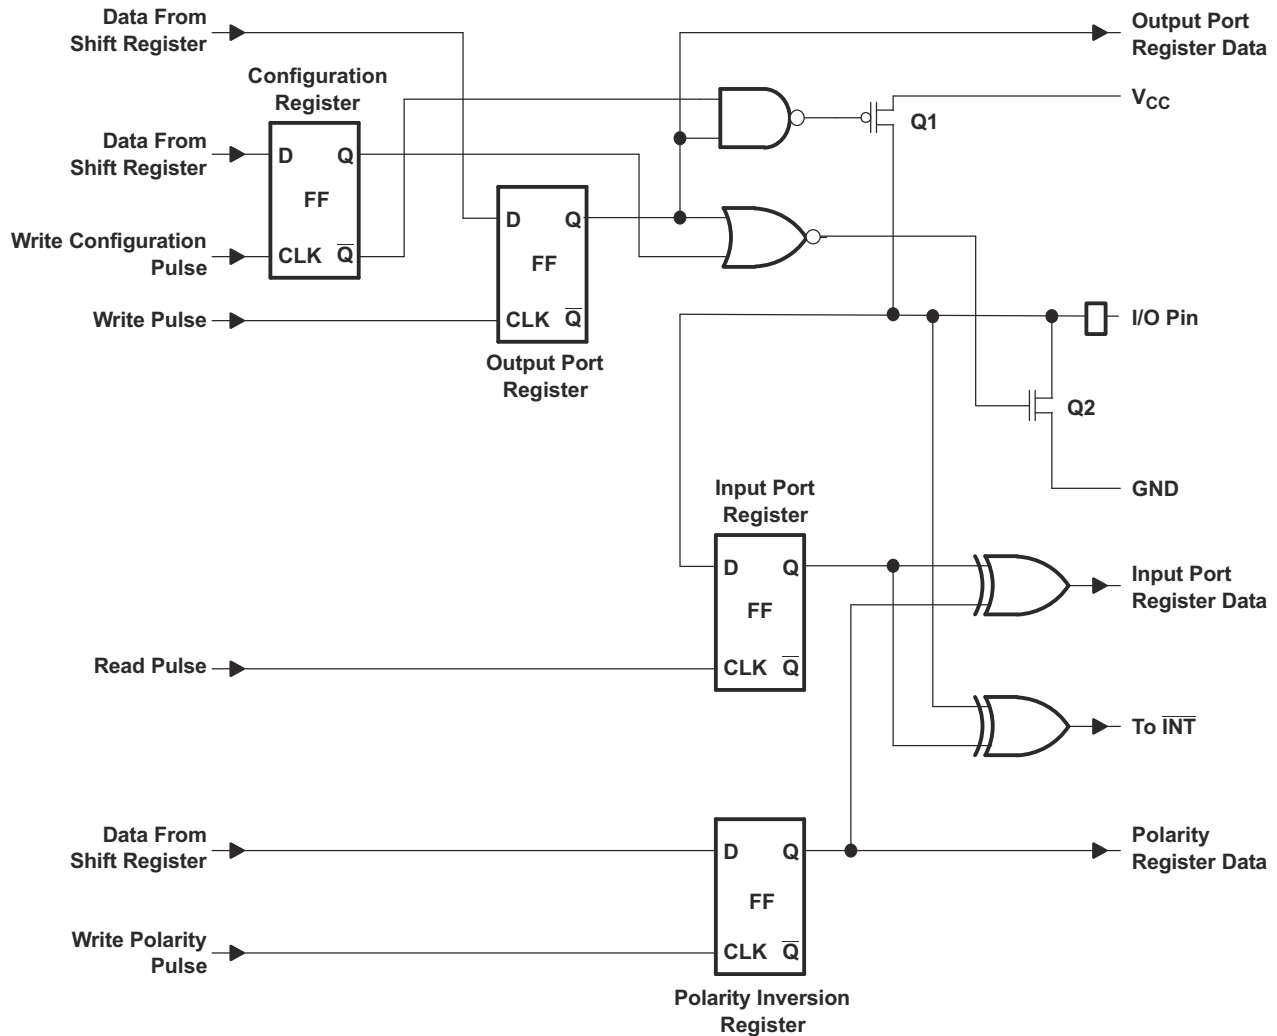 Data From
Shift Register
Output Port
Register Data
Configuration
Register
VCC
Q1
Data From
Shift Register
D
Q
FF
D
Q
Write Configuration
Pulse
CLK
Q̅
FF
Write Pulse
CLK
Q̅
I/O Pin
Output Port
Register
Q2
GND
Input Port
Register
D
Q
Input Port
Register Data
FF
Read Pulse
CLK
Q̅
To I̅N̅T̅
Data From
Shift Register
D
Q
Polarity
Register Data
FF
Write Polarity
Pulse
CLK
Q̅
Polarity Inversion
Register